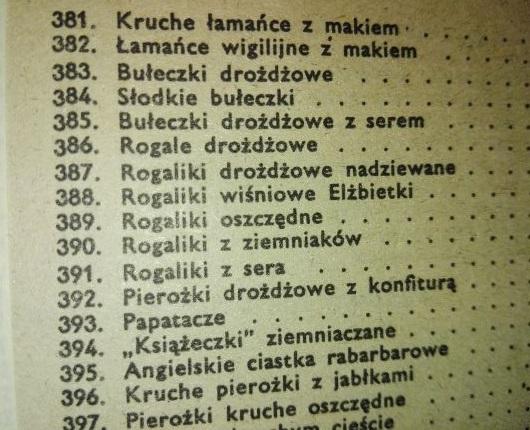 381. Kruche łamańce z makiem . . . . .
382. Łamańce wigilijne z makiem . . . .
383. Bułeczki drożdżowe . . . . . . .
384. Słodkie bułeczki . . . . . . . .
385. Bułeczki drożdżowe z serem . . . .
386. Rogale drożdżowe . . . . . . .
387. Rogaliki drożdżowe nadziewane . . .
388. Rogaliki wiśniowe Elżbietki . . . .
389. Rogaliki oszczędne . . . . . . .
390. Rogaliki z ziemniaków . . . . . .
391. Rogaliki z sera . . . . . . . .
392. Pierożki drożdżowe z konfiturą . . .
393. Papatacze . . . . . . . . . .
394. „Książeczki” ziemniaczane . . . . .
395. Angielskie ciastka rabarbarowe . . .
396. Kruche pierożki z jabłkami . . . .
397. Pierożki kruche oszczędne . . . .
cieście